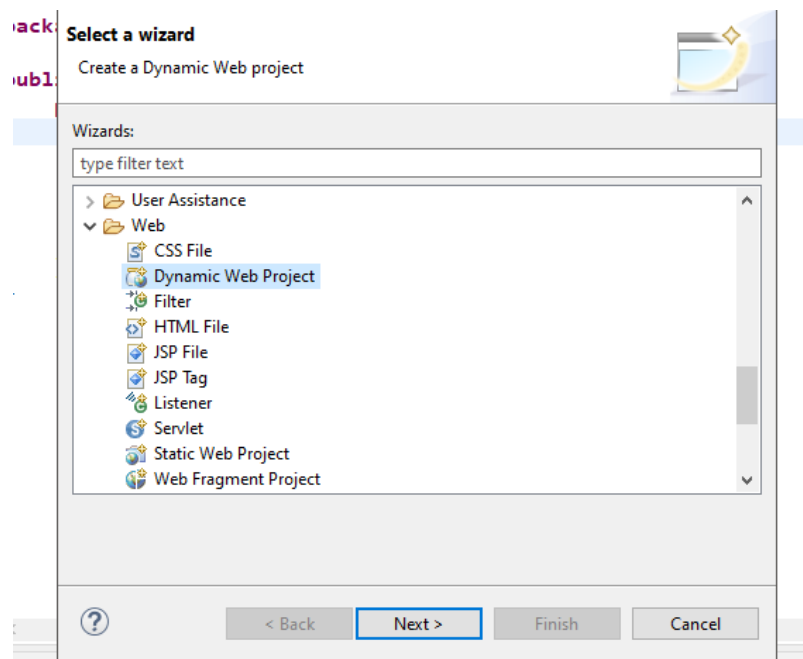 Select a wizard
Create a Dynamic Web project
Wizards:
type filter text
User Assistance
Web
CSS File
Dynamic Web Project
Filter
HTML File
JSP File
JSP Tag
Listener
Servlet
Static Web Project
Web Fragment Project
? < Back Next > Finish Cancel